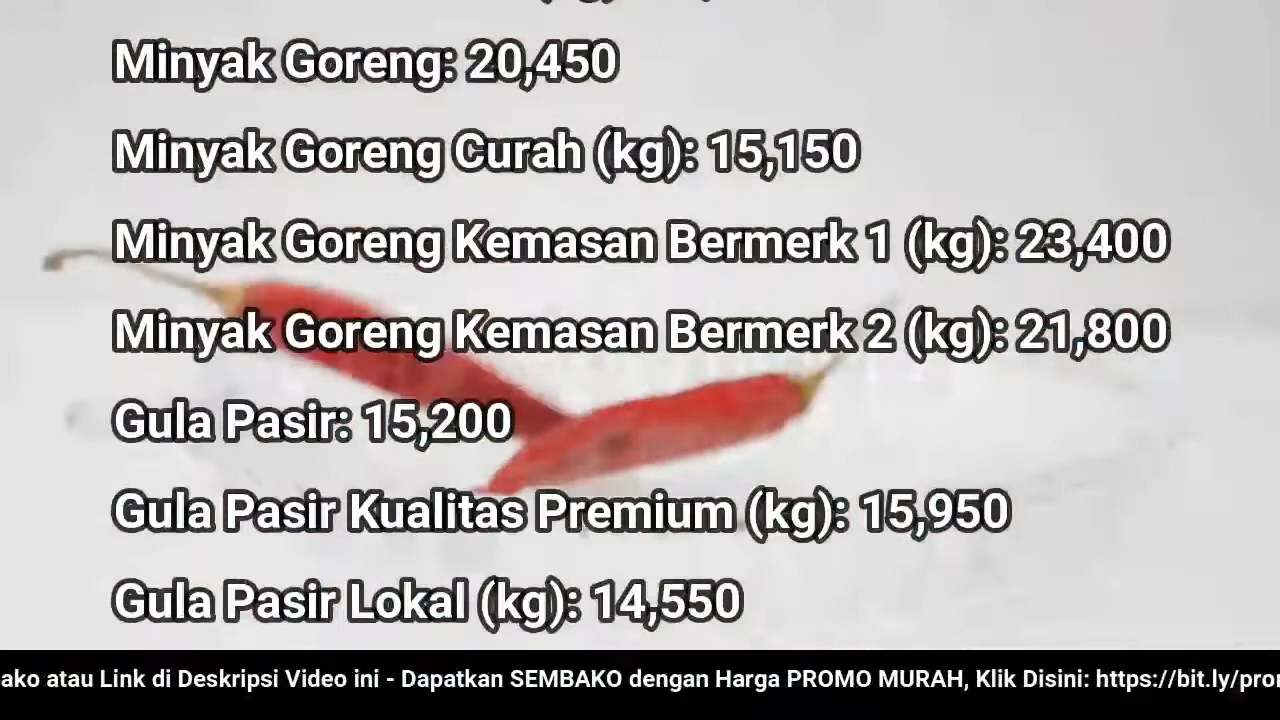 Minyak Goreng: 20,450
Minyak Goreng Curah (kg): 15,150
Minyak Goreng Kemasan Bermerk 1 (kg): 23,400
Minyak Goreng Kemasan Bermerk 2 (kg): 21,800
Gula Pasir: 15,200
Gula Pasir Kualitas Premium (kg): 15,950
Gula Pasir Lokal (kg): 14,550
ako atau Link di Deskripsi Video ini - Dapatkan SEMBAKO dengan Harga PROMO MURAH, Klik Disini: https://bit.ly/pro